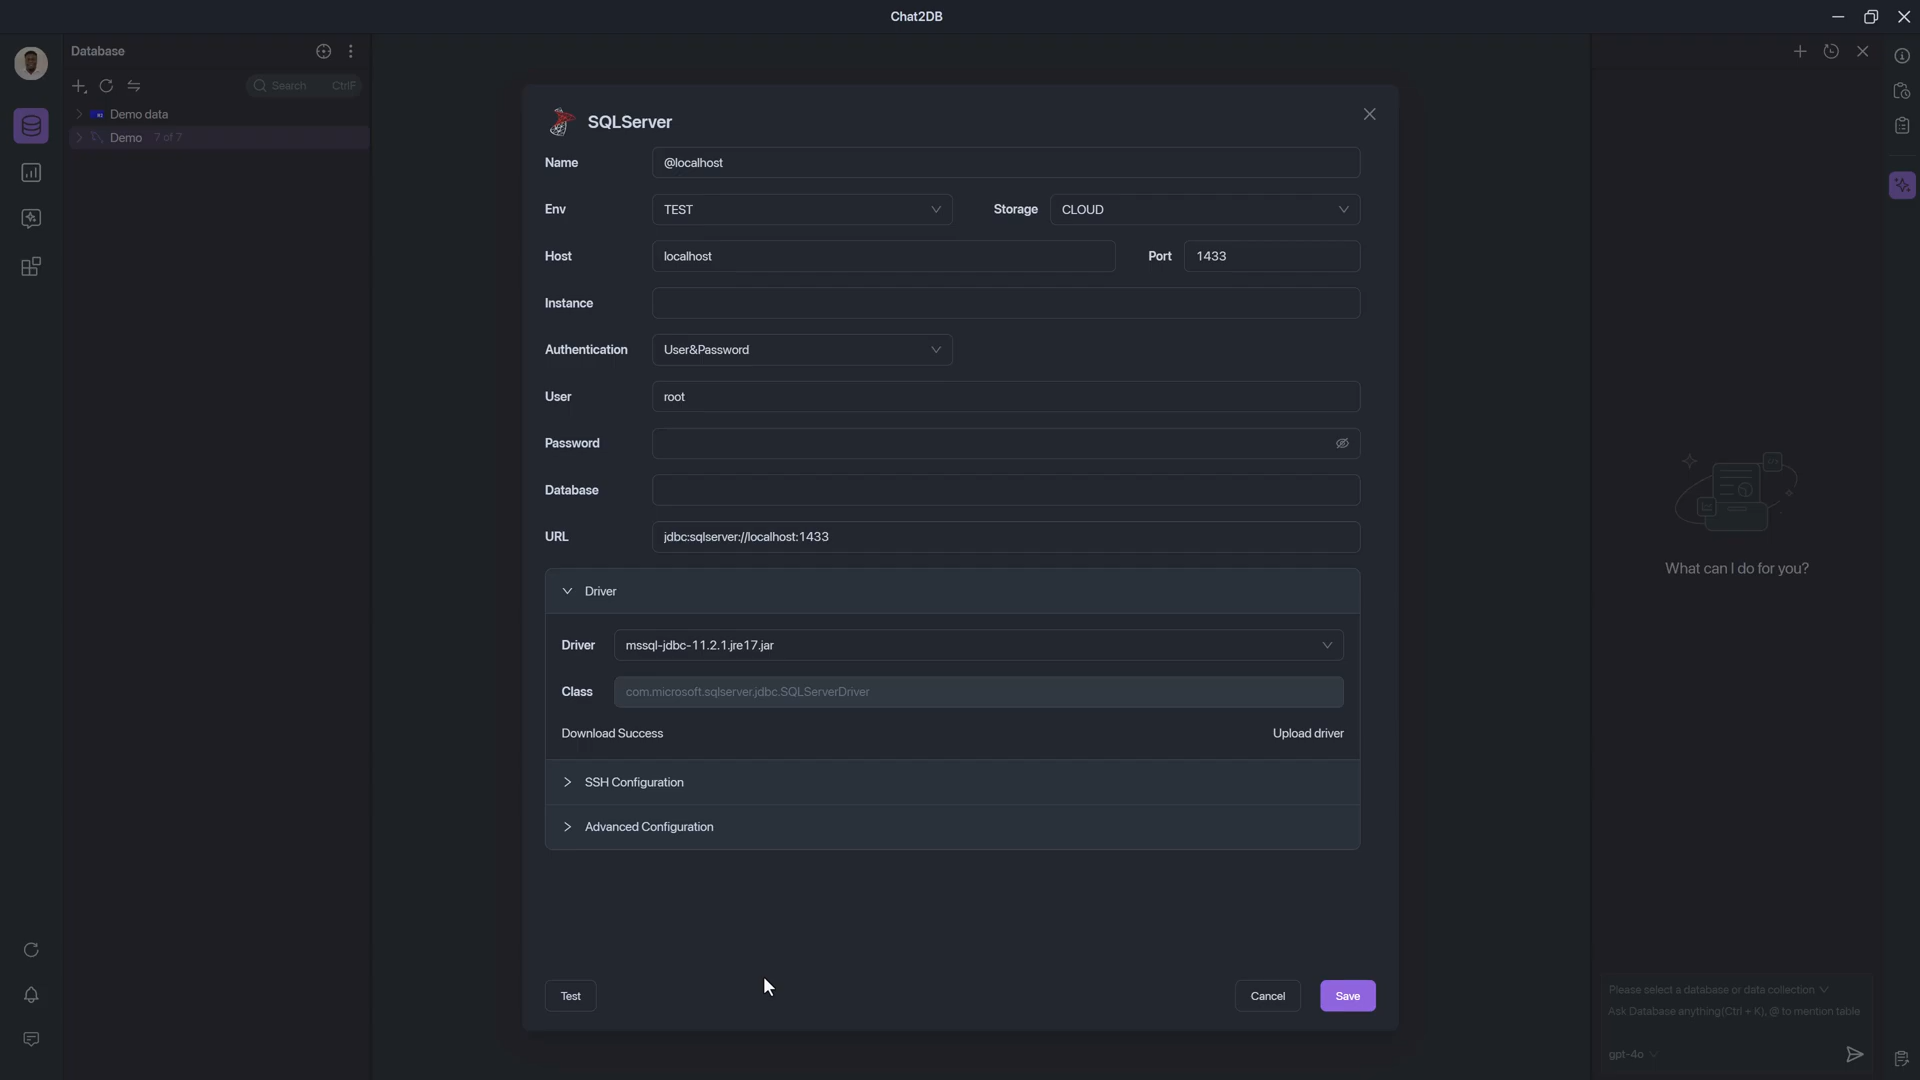 Chat2DB
Database
Search CtrlF
Demo data
Demo 7 of 7
SQLServer
Name @localhost
Env TEST Storage CLOUD
Host localhost Port 1433
Instance
Authentication User&Password
User root
Password
Database
URL jdbc:sqlserver://localhost:1433
Driver
Driver mssql-jdbc-11.2.1.jre17.jar
Class com.microsoft.sqlserver.jdbc.SQLServerDriver
Download Success Upload driver
SSH Configuration
Advanced Configuration
Test Cancel Save
What can I do for you?
Please select a database or data collection
Ask Database anything(Ctrl + K), @ to mention table
gpt-4o